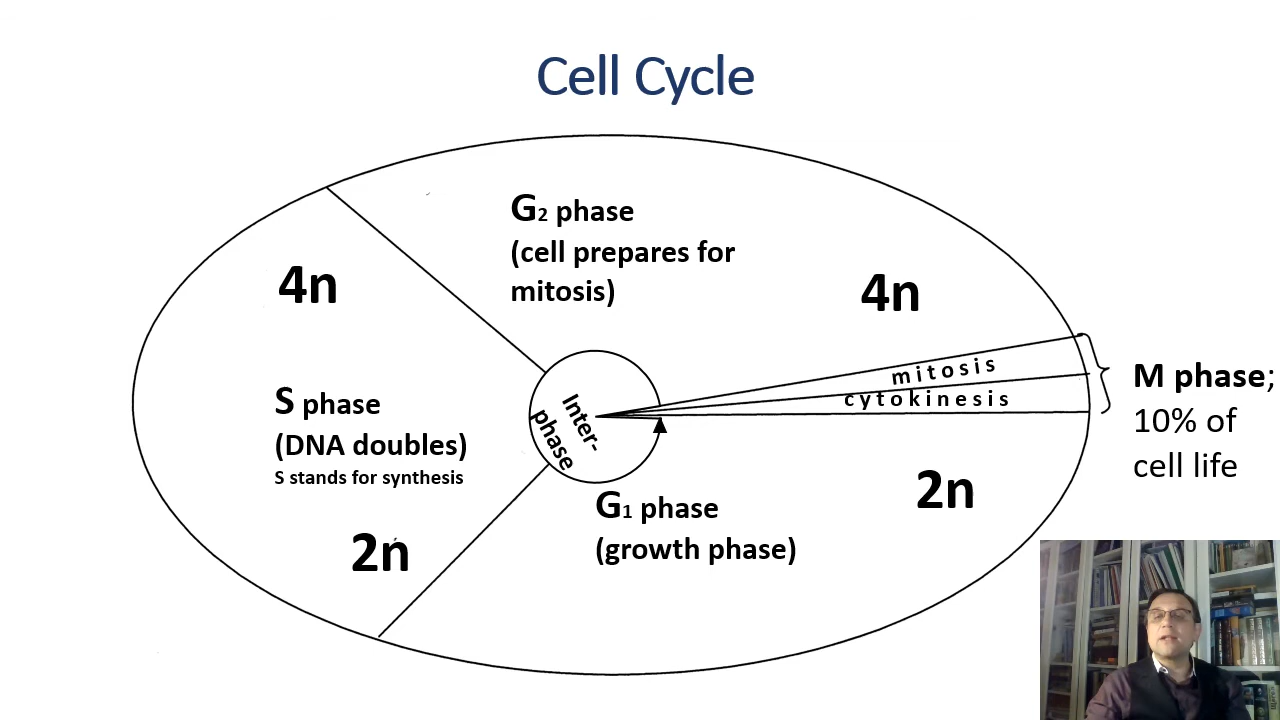 Cell Cycle
G₂ phase
(cell prepares for
mitosis)
4n
4n
mitosis
cytokinesis
M phase;
10% of
cell life
S phase
(DNA doubles)
S stands for synthesis
Inter-
phase
2n
G₁ phase
(growth phase)
2n